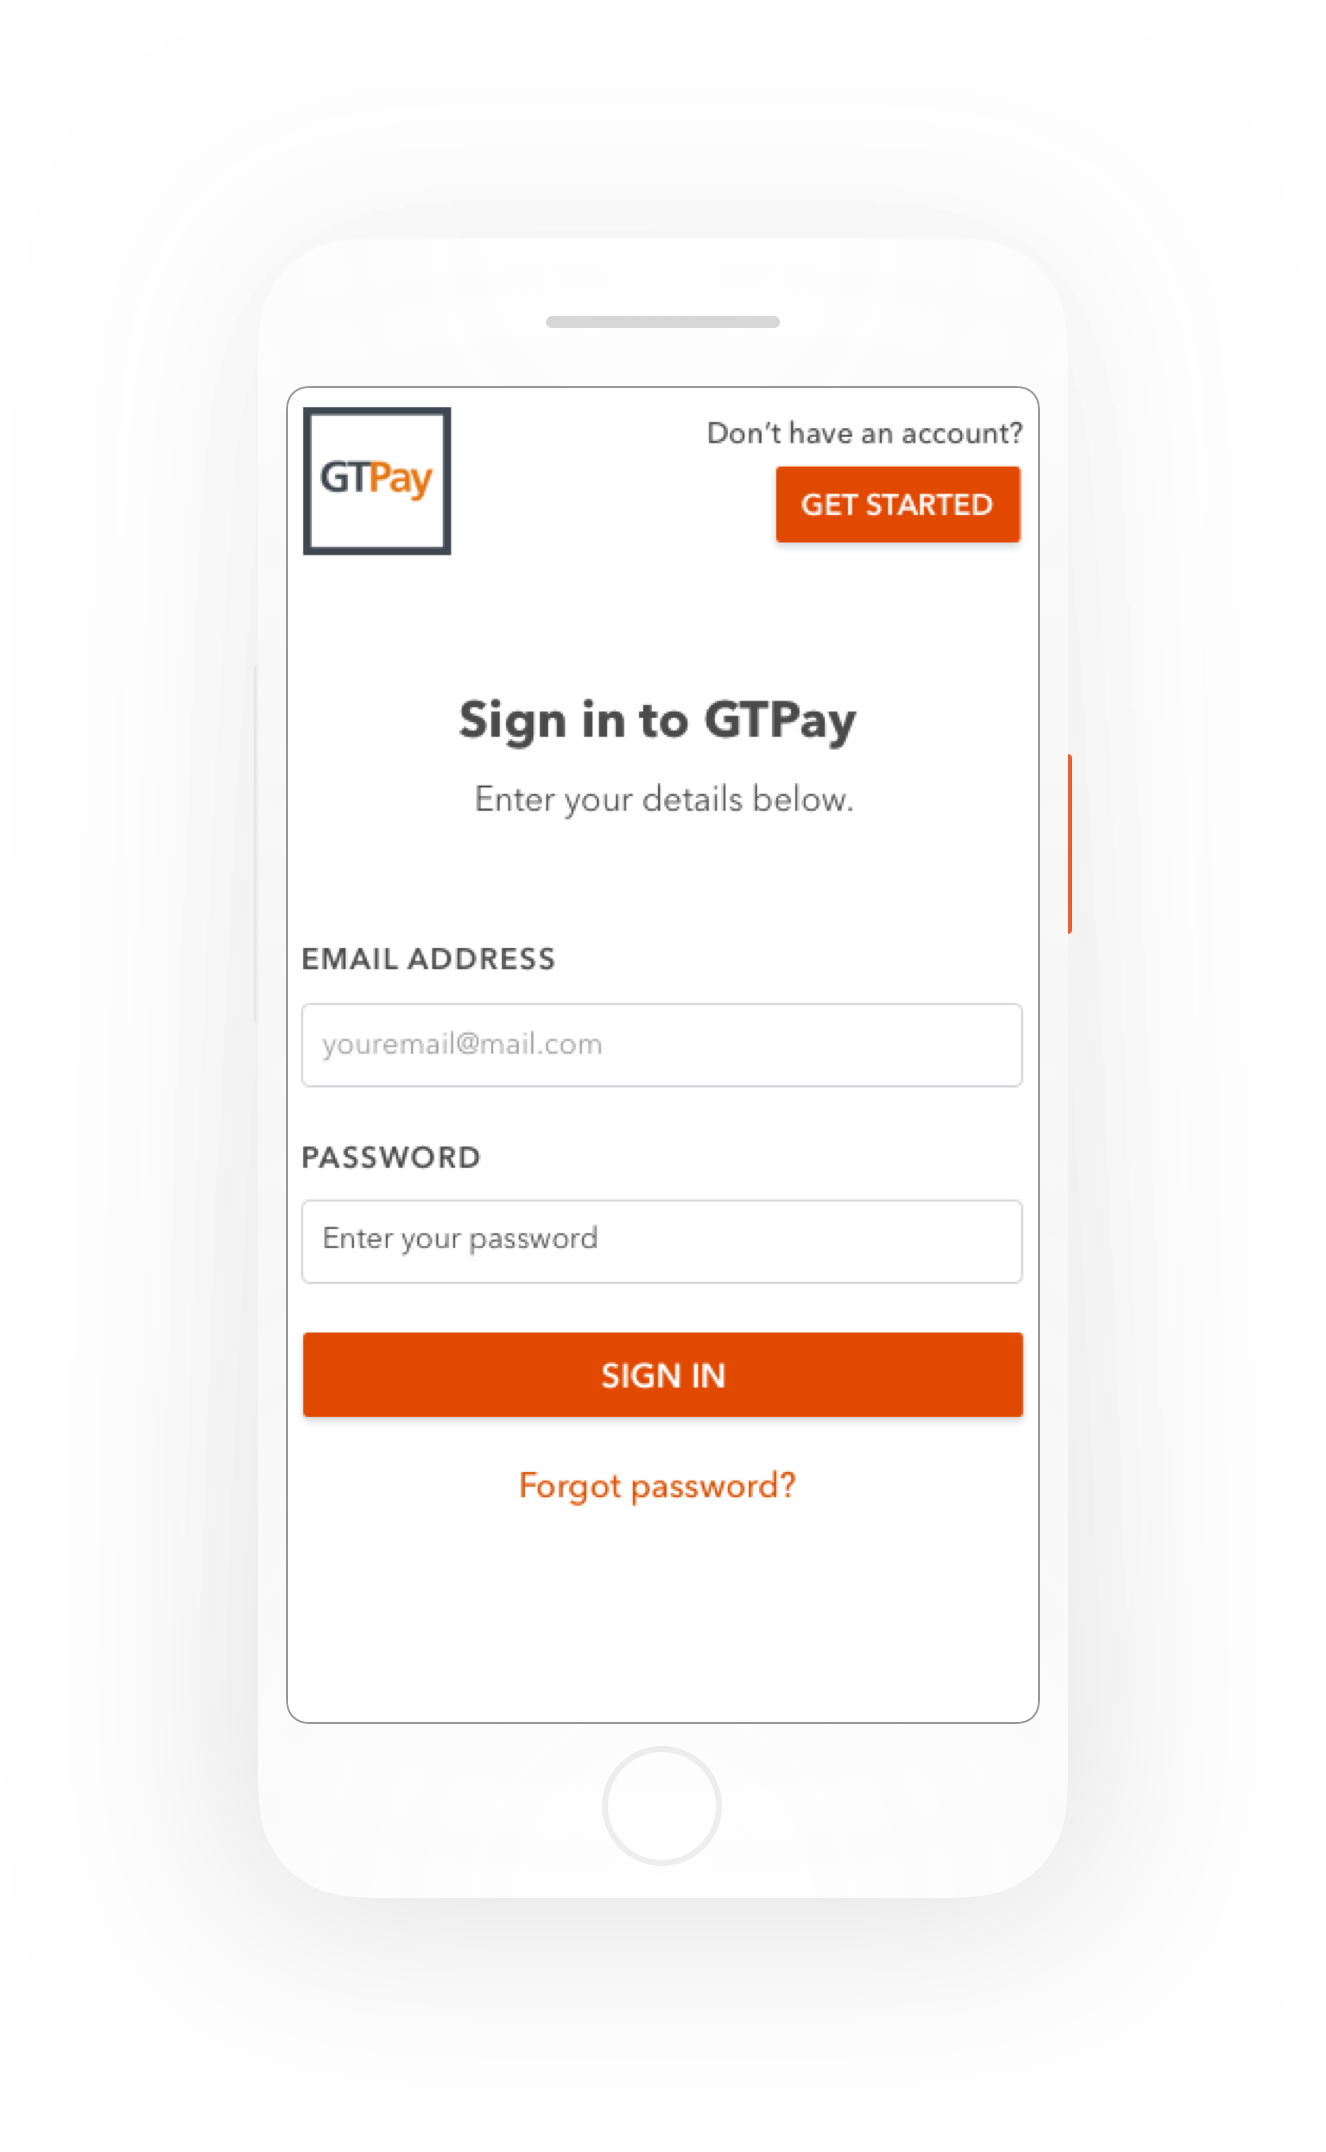 GTPay
Don't have an account?
GET STARTED
Sign in to GTPay
Enter your details below.
EMAIL ADDRESS
youremail@mail.com
PASSWORD
Enter your password
SIGN IN
Forgot password?